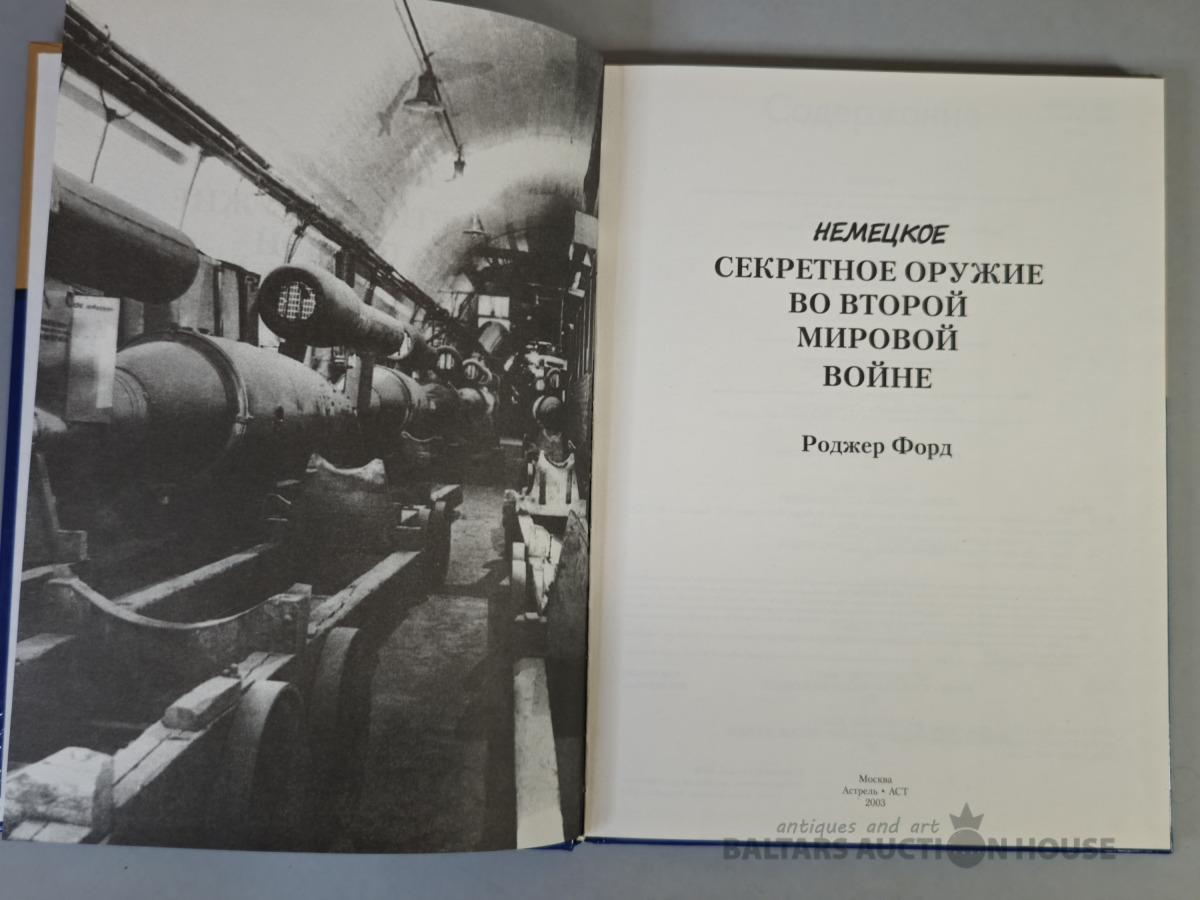 НЕМЕЦКОЕ
СЕКРЕТНОЕ ОРУЖИЕ
ВО ВТОРОЙ
МИРОВОЙ
ВОЙНЕ
Роджер Форд
Москва
Астрель • АСТ
2003
antiques and art
BALTARS AUCTION HOUSE